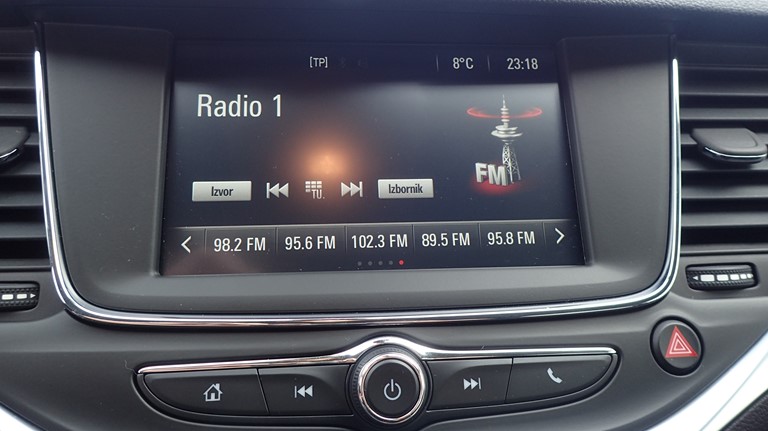 [TP] 8°C 23:18
Radio 1
FM
Izvor TU. Izbornik
98.2 FM 95.6 FM 102.3 FM 89.5 FM 95.8 FM